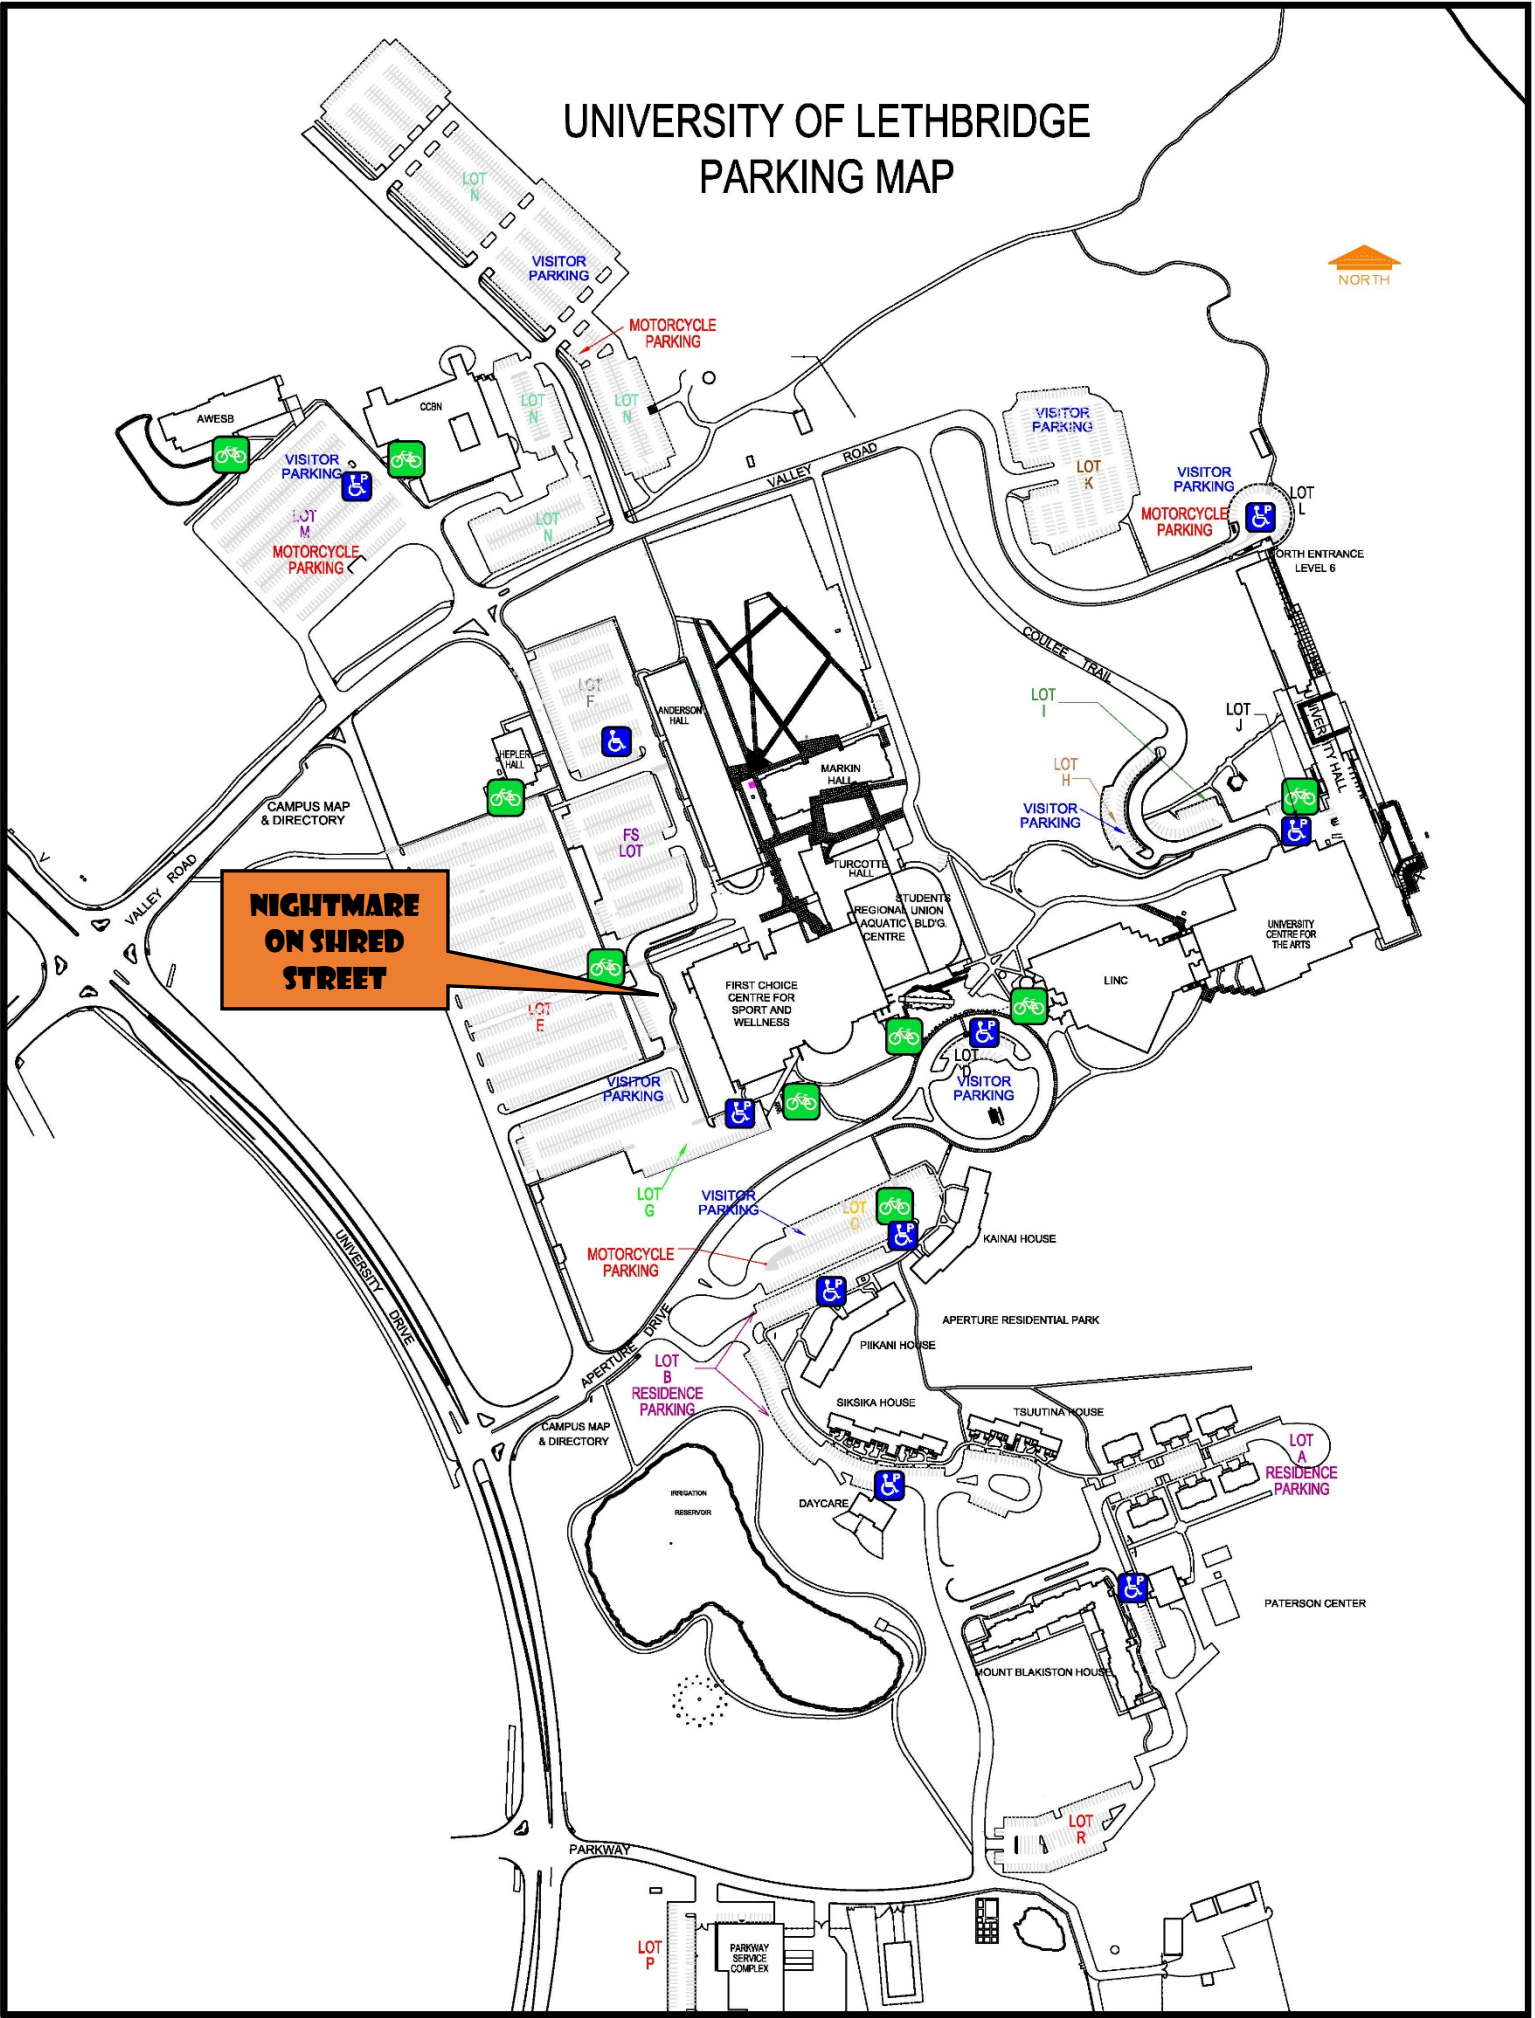 UNIVERSITY OF LETHBRIDGE
PARKING MAP
LOT
N
VISITOR
PARKING
NORTH
MOTORCYCLE
PARKING
AWESB
CCBN
LOT
N
LOT
N
VISITOR
PARKING
LOT
K
VISITOR
PARKING
LOT
M
MOTORCYCLE
PARKING
P
LOT
N
VALLEY ROAD
VISITOR
PARKING
LOT
L
MOTORCYCLE
PARKING
P
ORTH ENTRANCE
LEVEL 6
COULEE TRAIL
LOT
F
ANDERSON
HALL
HEPLER
HALL
MARKIN
HALL
LOT
I
LOT
J
UNIVERSITY HALL
LOT
H
VISITOR
PARKING
P
CAMPUS MAP
& DIRECTORY
FS
LOT
TURCOTTE
HALL
VALLEY ROAD
NIGHTMARE
ON SHRED
STREET
STUDENTS
UNION
BLD'G.
REGIONAL
AQUATIC
CENTRE
UNIVERSITY
CENTRE FOR
THE ARTS
LINC
FIRST CHOICE
CENTRE FOR
SPORT AND
WELLNESS
LOT
E
P
LOT
D
VISITOR
PARKING
VISITOR
PARKING
P
LOT
G
VISITOR
PARKING
LOT
C
P
KAINAI HOUSE
MOTORCYCLE
PARKING
P
UNIVERSITY DRIVE
APERTURE DRIVE
APERTURE RESIDENTIAL PARK
PIIKANI HOUSE
LOT
B
RESIDENCE
PARKING
SIKSIKA HOUSE
TSUUTINA HOUSE
CAMPUS MAP
& DIRECTORY
LOT
A
RESIDENCE
PARKING
IRRIGATION
RESERVOIR
P
DAYCARE
P
PATERSON CENTER
MOUNT BLAKISTON HOUSE
LOT
R
PARKWAY
LOT
P
PARKWAY
SERVICE
COMPLEX